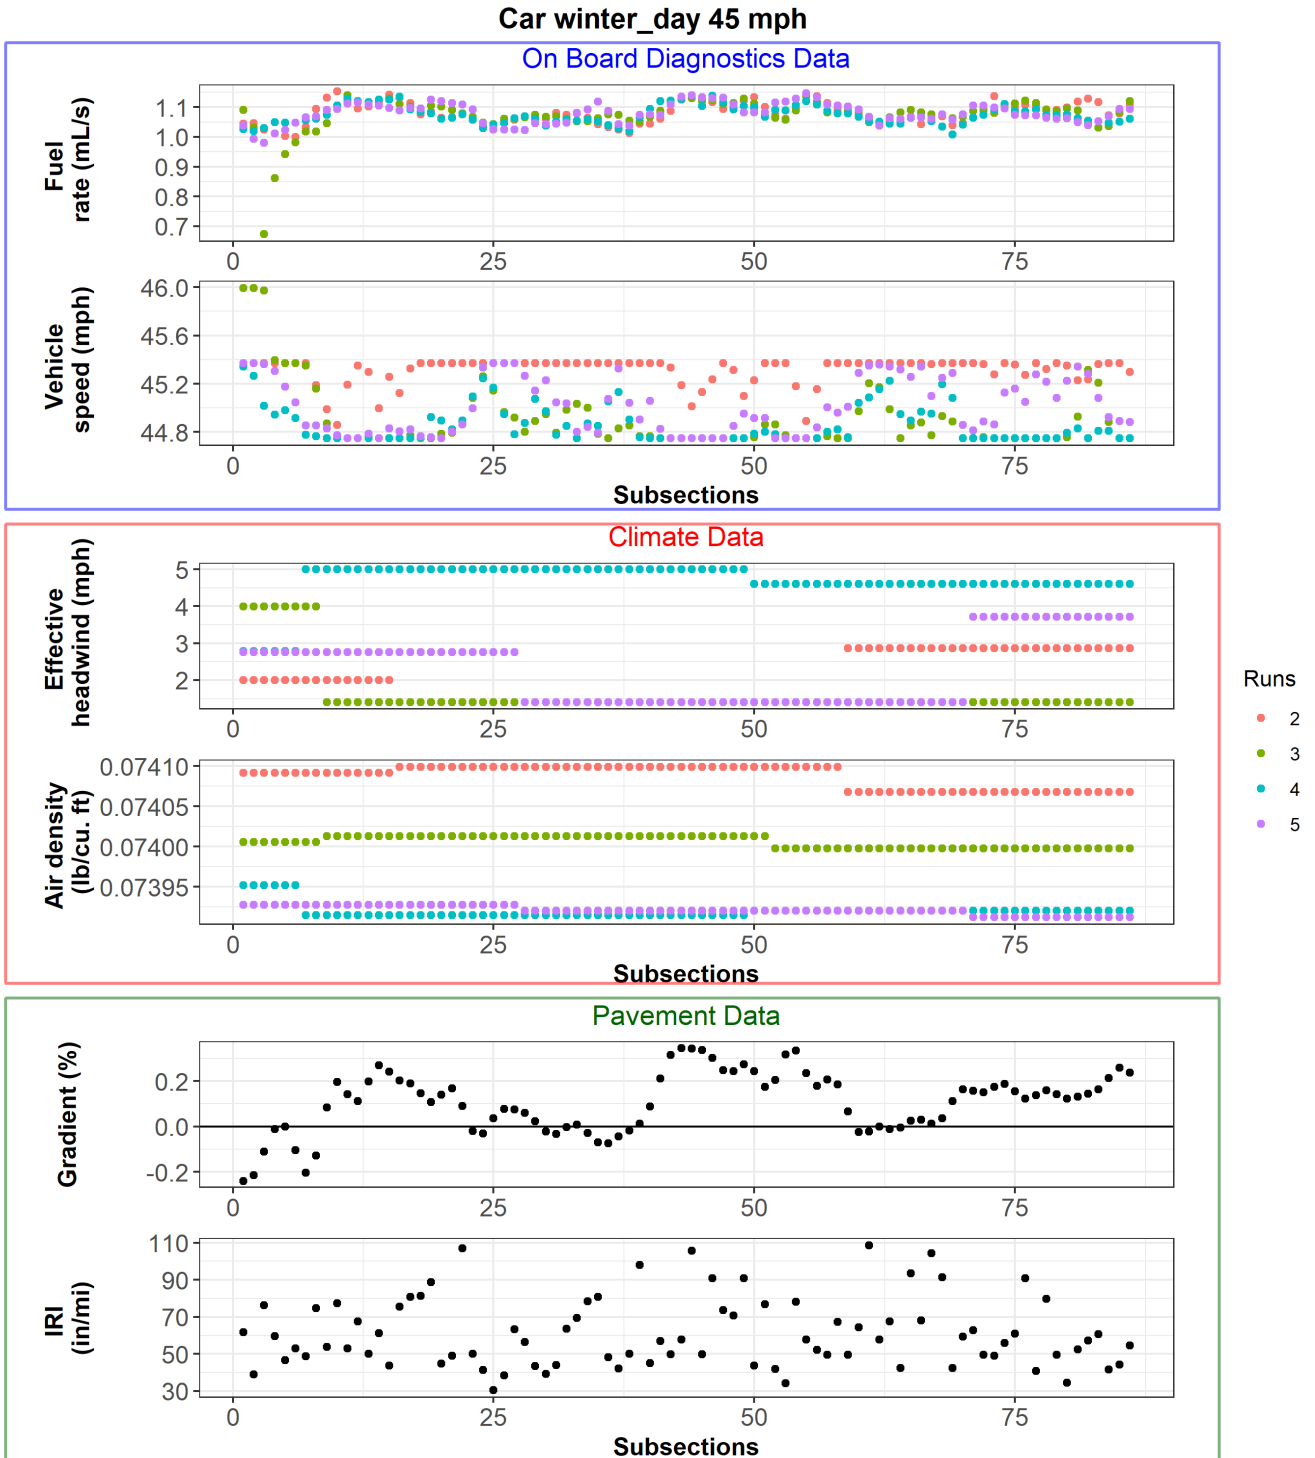 Car winter_day 45 mph
On Board Diagnostics Data
Fuel
rate (mL/s)
1.1
1.0
0.9
0.8
0.7
0 25 50 75
Vehicle
speed (mph)
46.0
45.6
45.2
44.8
0 25 50 75
Subsections
Climate Data
Effective
headwind (mph)
5
4
3
2
0 25 50 75
Air density
(lb/cu. ft)
0.07410
0.07405
0.07400
0.07395
0 25 50 75
Subsections
Runs
2
3
4
5
Pavement Data
Gradient (%)
0.2
0.0
-0.2
0 25 50 75
IRI
(in/mi)
110
90
70
50
30
0 25 50 75
Subsections